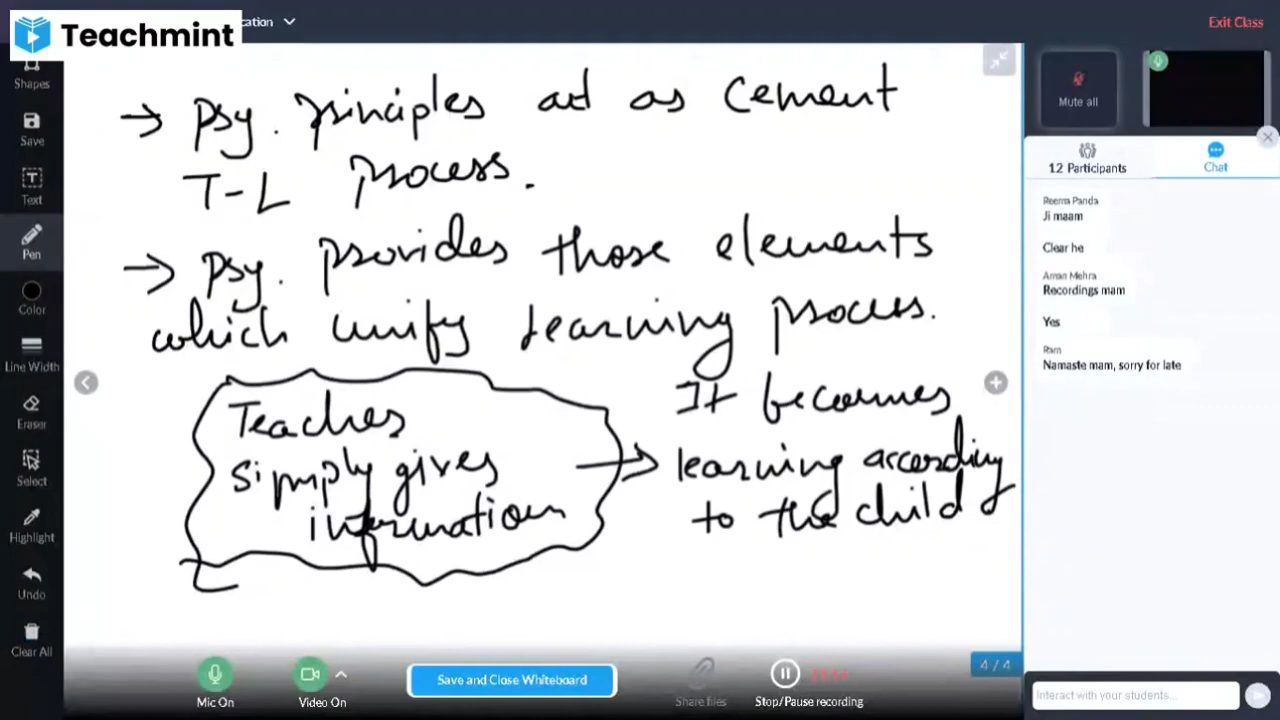 Teachmint
cation
Exit Class
Shapes
Save
Text
Pen
Color
Line Width
Eraser
Select
Highlight
Undo
Clear All
→ Psy. principles act as cement
T-L process.
→ Psy. provides those elements
which unify learning process.
Teaches
Simply gives
information
→ It becomes
learning according
to the child
Mute all
12 Participants
Chat
Reema Panda
Ji maam
Clear he
Arran Mehra
Recordings mam
Yes
Ram
Namaste mam, sorry for late
4 / 4
Mic On
Video On
Save and Close Whiteboard
Share files
Stop/Pause recording
Interact with your students...